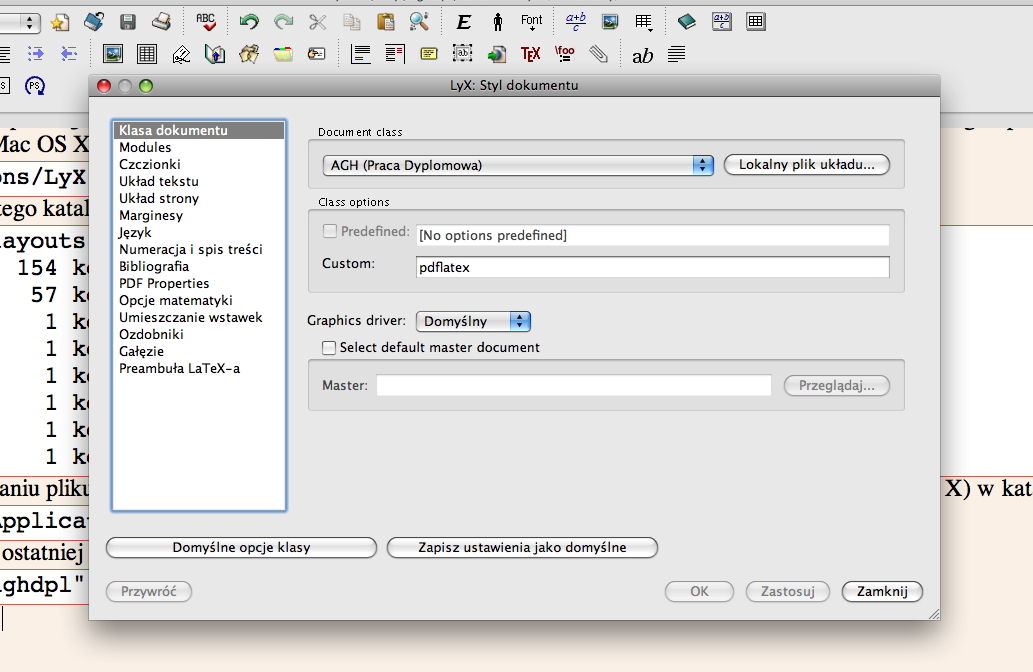 ABC
E
Font
a+b
c
a+b
c
TEX
\foo
ab
S
PS
LyX: Styl dokumentu
Mac OS X
ons/LyX
tego katal
layouts
154 k
57 k
1 k
1 k
1 k
1 k
1 k
1 k
aniu pliku
X) w kat
Applica
ostatniej
ghdpl"
Klasa dokumentu
Modules
Czcionki
Układ tekstu
Układ strony
Marginesy
Język
Numeracja i spis treści
Bibliografia
PDF Properties
Opcje matematyki
Umieszczanie wstawek
Ozdobniki
Gałęzie
Preambuła LaTeX-a
Document class
AGH (Praca Dyplomowa)
Lokalny plik układu...
Class options
Predefined: [No options predefined]
Custom: pdflatex
Graphics driver: Domyślny
Select default master document
Master: Przeglądaj...
Domyślne opcje klasy Zapisz ustawienia jako domyślne
Przywróć OK Zastosuj Zamknij